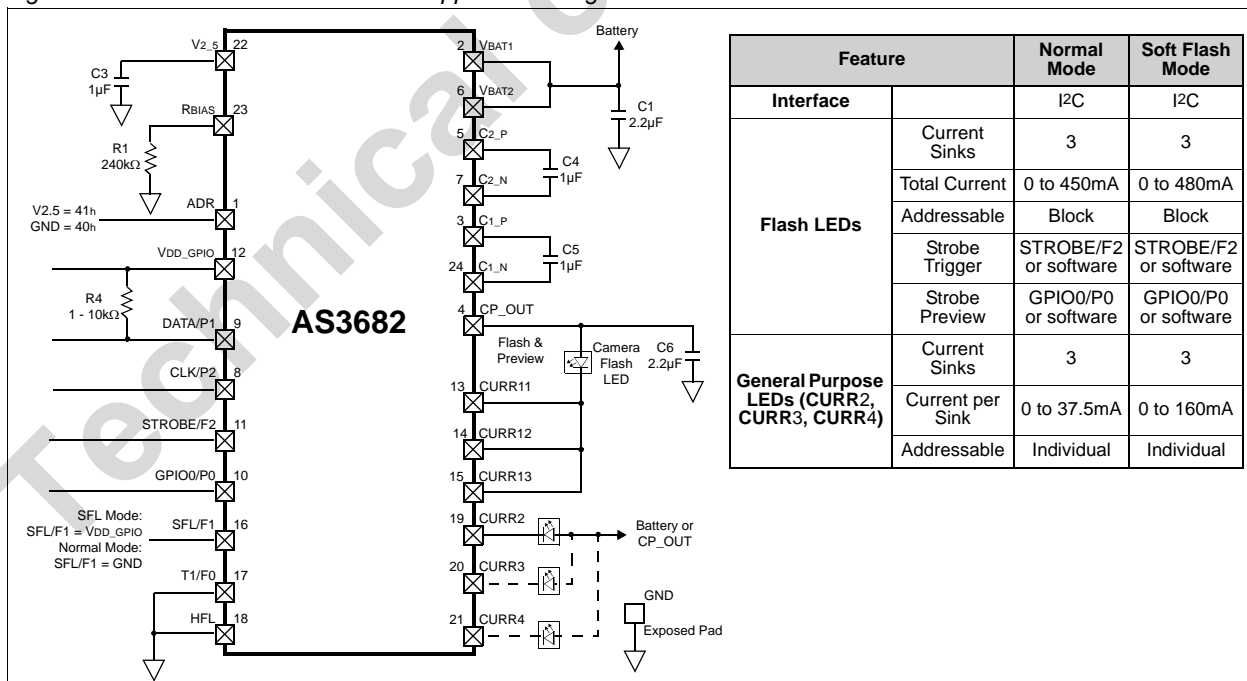 Technical
V2_5 22
C3
1µF
RBIAS 23
R1
240kΩ
ADR 1
V2.5 = 41h
GND = 40h
VDD_GPIO 12
R4
1 - 10kΩ
DATA/P1 9
CLK/P2 8
STROBE/F2 11
GPIO0/P0 10
SFL Mode:
SFL/F1 = VDD_GPIO
Normal Mode:
SFL/F1 = GND
SFL/F1 16
T1/F0 17
HFL 18
AS3682
Battery
2 VBAT1
6 VBAT2
C1
2.2µF
5 C2_P
C4
1µF
7 C2_N
3 C1_P
C5
1µF
24 C1_N
4 CP_OUT
Flash &
Preview
Camera
Flash
LED
C6
2.2µF
13 CURR11
14 CURR12
15 CURR13
19 CURR2
Battery or
CP_OUT
20 CURR3
21 CURR4
GND
Exposed Pad
Feature Normal Mode Soft Flash Mode
Interface I2C I2C
Flash LEDs
Current Sinks 3 3
Total Current 0 to 450mA 0 to 480mA
Addressable Block Block
Strobe Trigger STROBE/F2 or software STROBE/F2 or software
Strobe Preview GPIO0/P0 or software GPIO0/P0 or software
General Purpose LEDs (CURR2, CURR3, CURR4)
Current Sinks 3 3
Current per Sink 0 to 37.5mA 0 to 160mA
Addressable Individual Individual